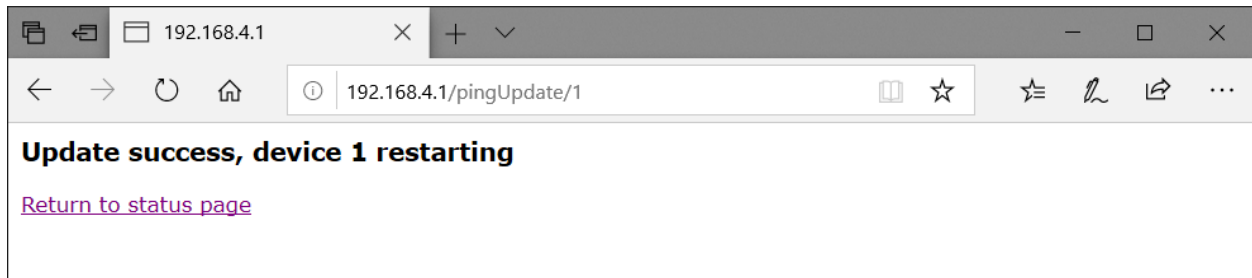 192.168.4.1
192.168.4.1/pingUpdate/1
Update success, device 1 restarting
Return to status page